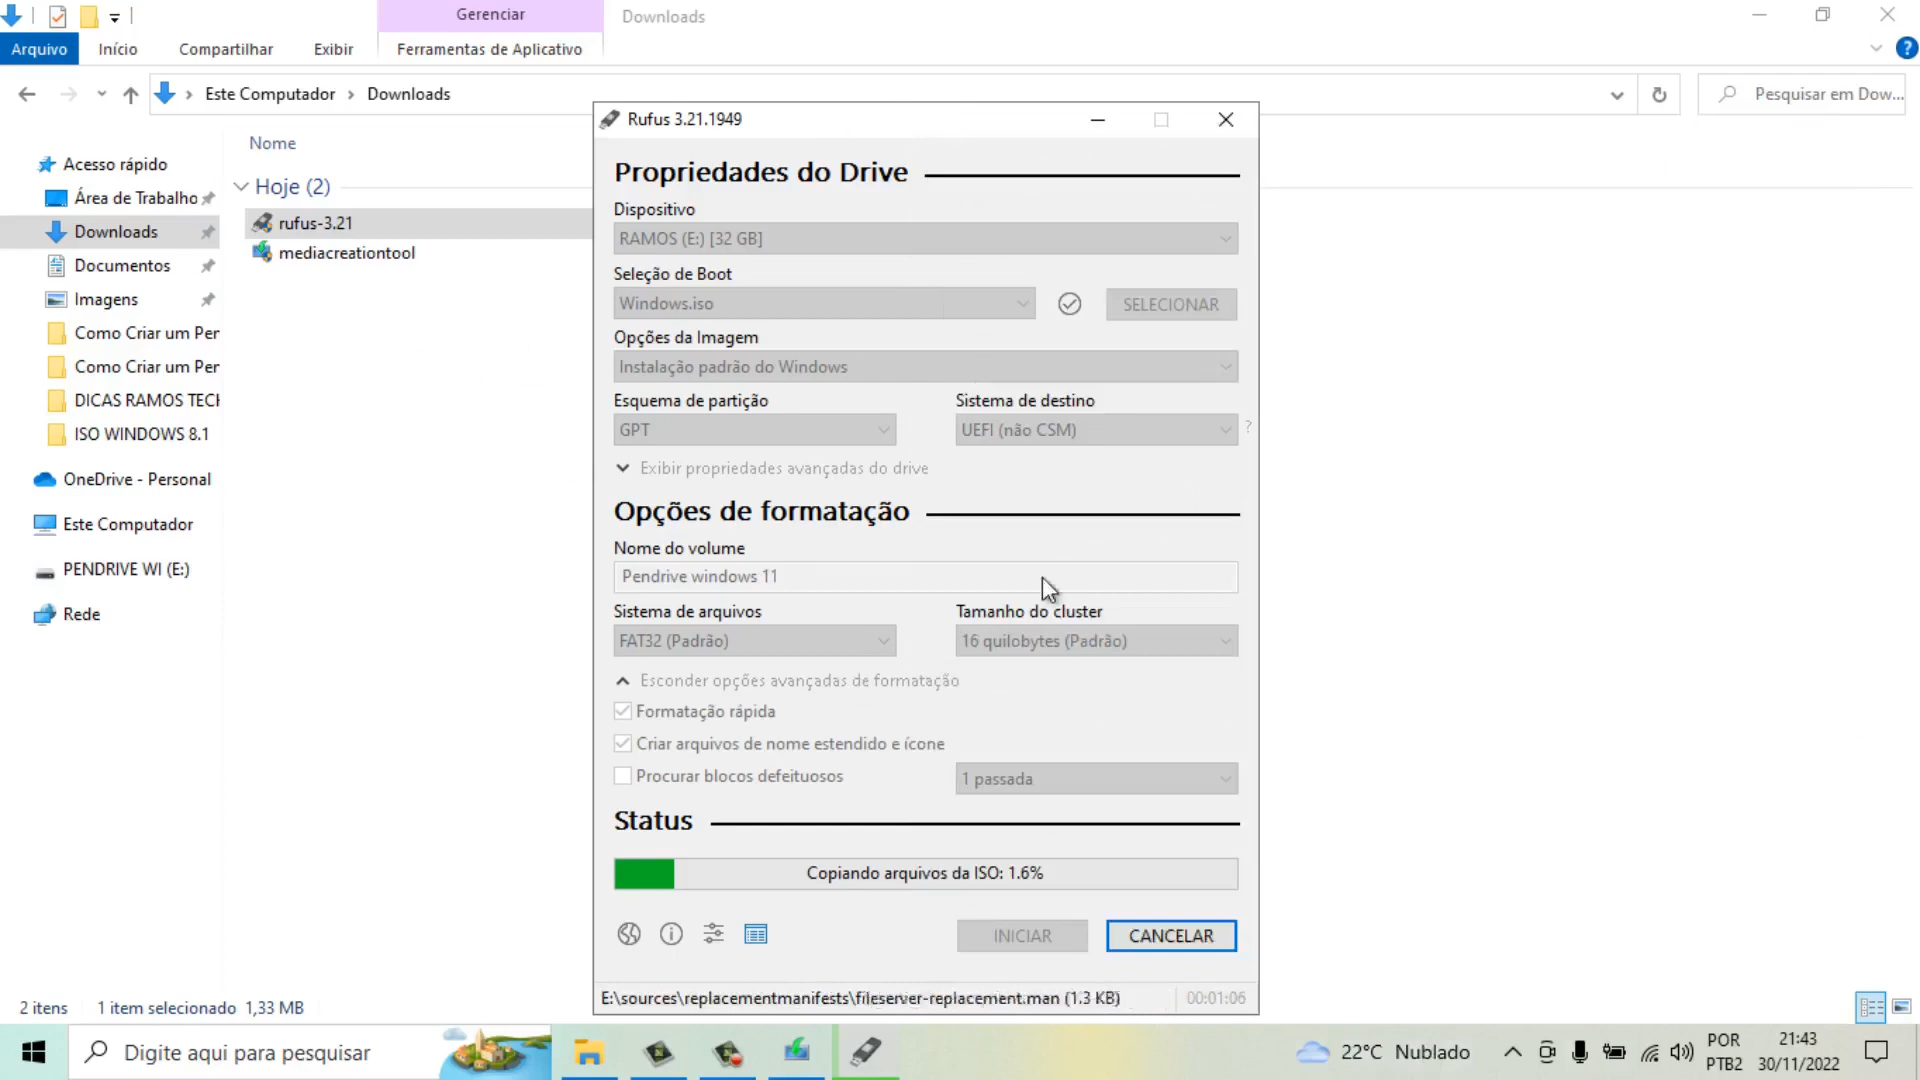 Gerenciar
Downloads
Arquivo
Início
Compartilhar
Exibir
Ferramentas de Aplicativo
?
Este Computador
Downloads
Pesquisar em Dow...
Nome
Acesso rápido
Área de Trabalho
Downloads
Documentos
Imagens
Como Criar um Per
Como Criar um Per
DICAS RAMOS TECH
ISO WINDOWS 8.1
OneDrive - Personal
Este Computador
PENDRIVE WI (E:)
Rede
Hoje (2)
rufus-3.21
mediacreationtool
Rufus 3.21.1949
Propriedades do Drive
Dispositivo
RAMOS (E:) [32 GB]
Seleção de Boot
Windows.iso
SELECIONAR
Opções da Imagem
Instalação padrão do Windows
Esquema de partição
Sistema de destino
GPT
UEFI (não CSM)
?
Exibir propriedades avançadas do drive
Opções de formatação
Nome do volume
Pendrive windows 11
Sistema de arquivos
Tamanho do cluster
FAT32 (Padrão)
16 quilobytes (Padrão)
Esconder opções avançadas de formatação
Formatação rápida
Criar arquivos de nome estendido e ícone
Procurar blocos defeituosos
1 passada
Status
Copiando arquivos da ISO: 1.6%
INICIAR
CANCELAR
E:\sources\replacementmanifests\fileserver-replacement.man (1.3 KB)
00:01:06
2 itens
1 item selecionado 1,33 MB
Digite aqui para pesquisar
22°C Nublado
POR
PTB2
21:43
30/11/2022